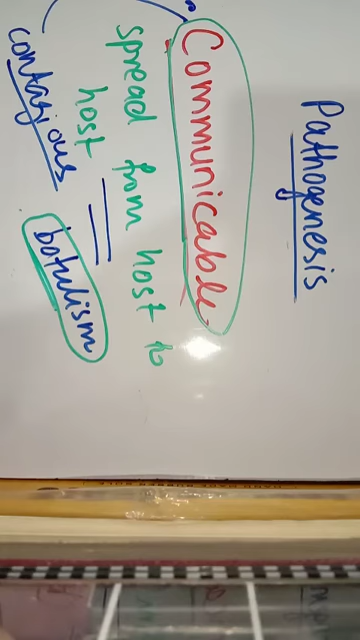 Pathogenesis
Communicable
spread from host to
host
contagious
botulism